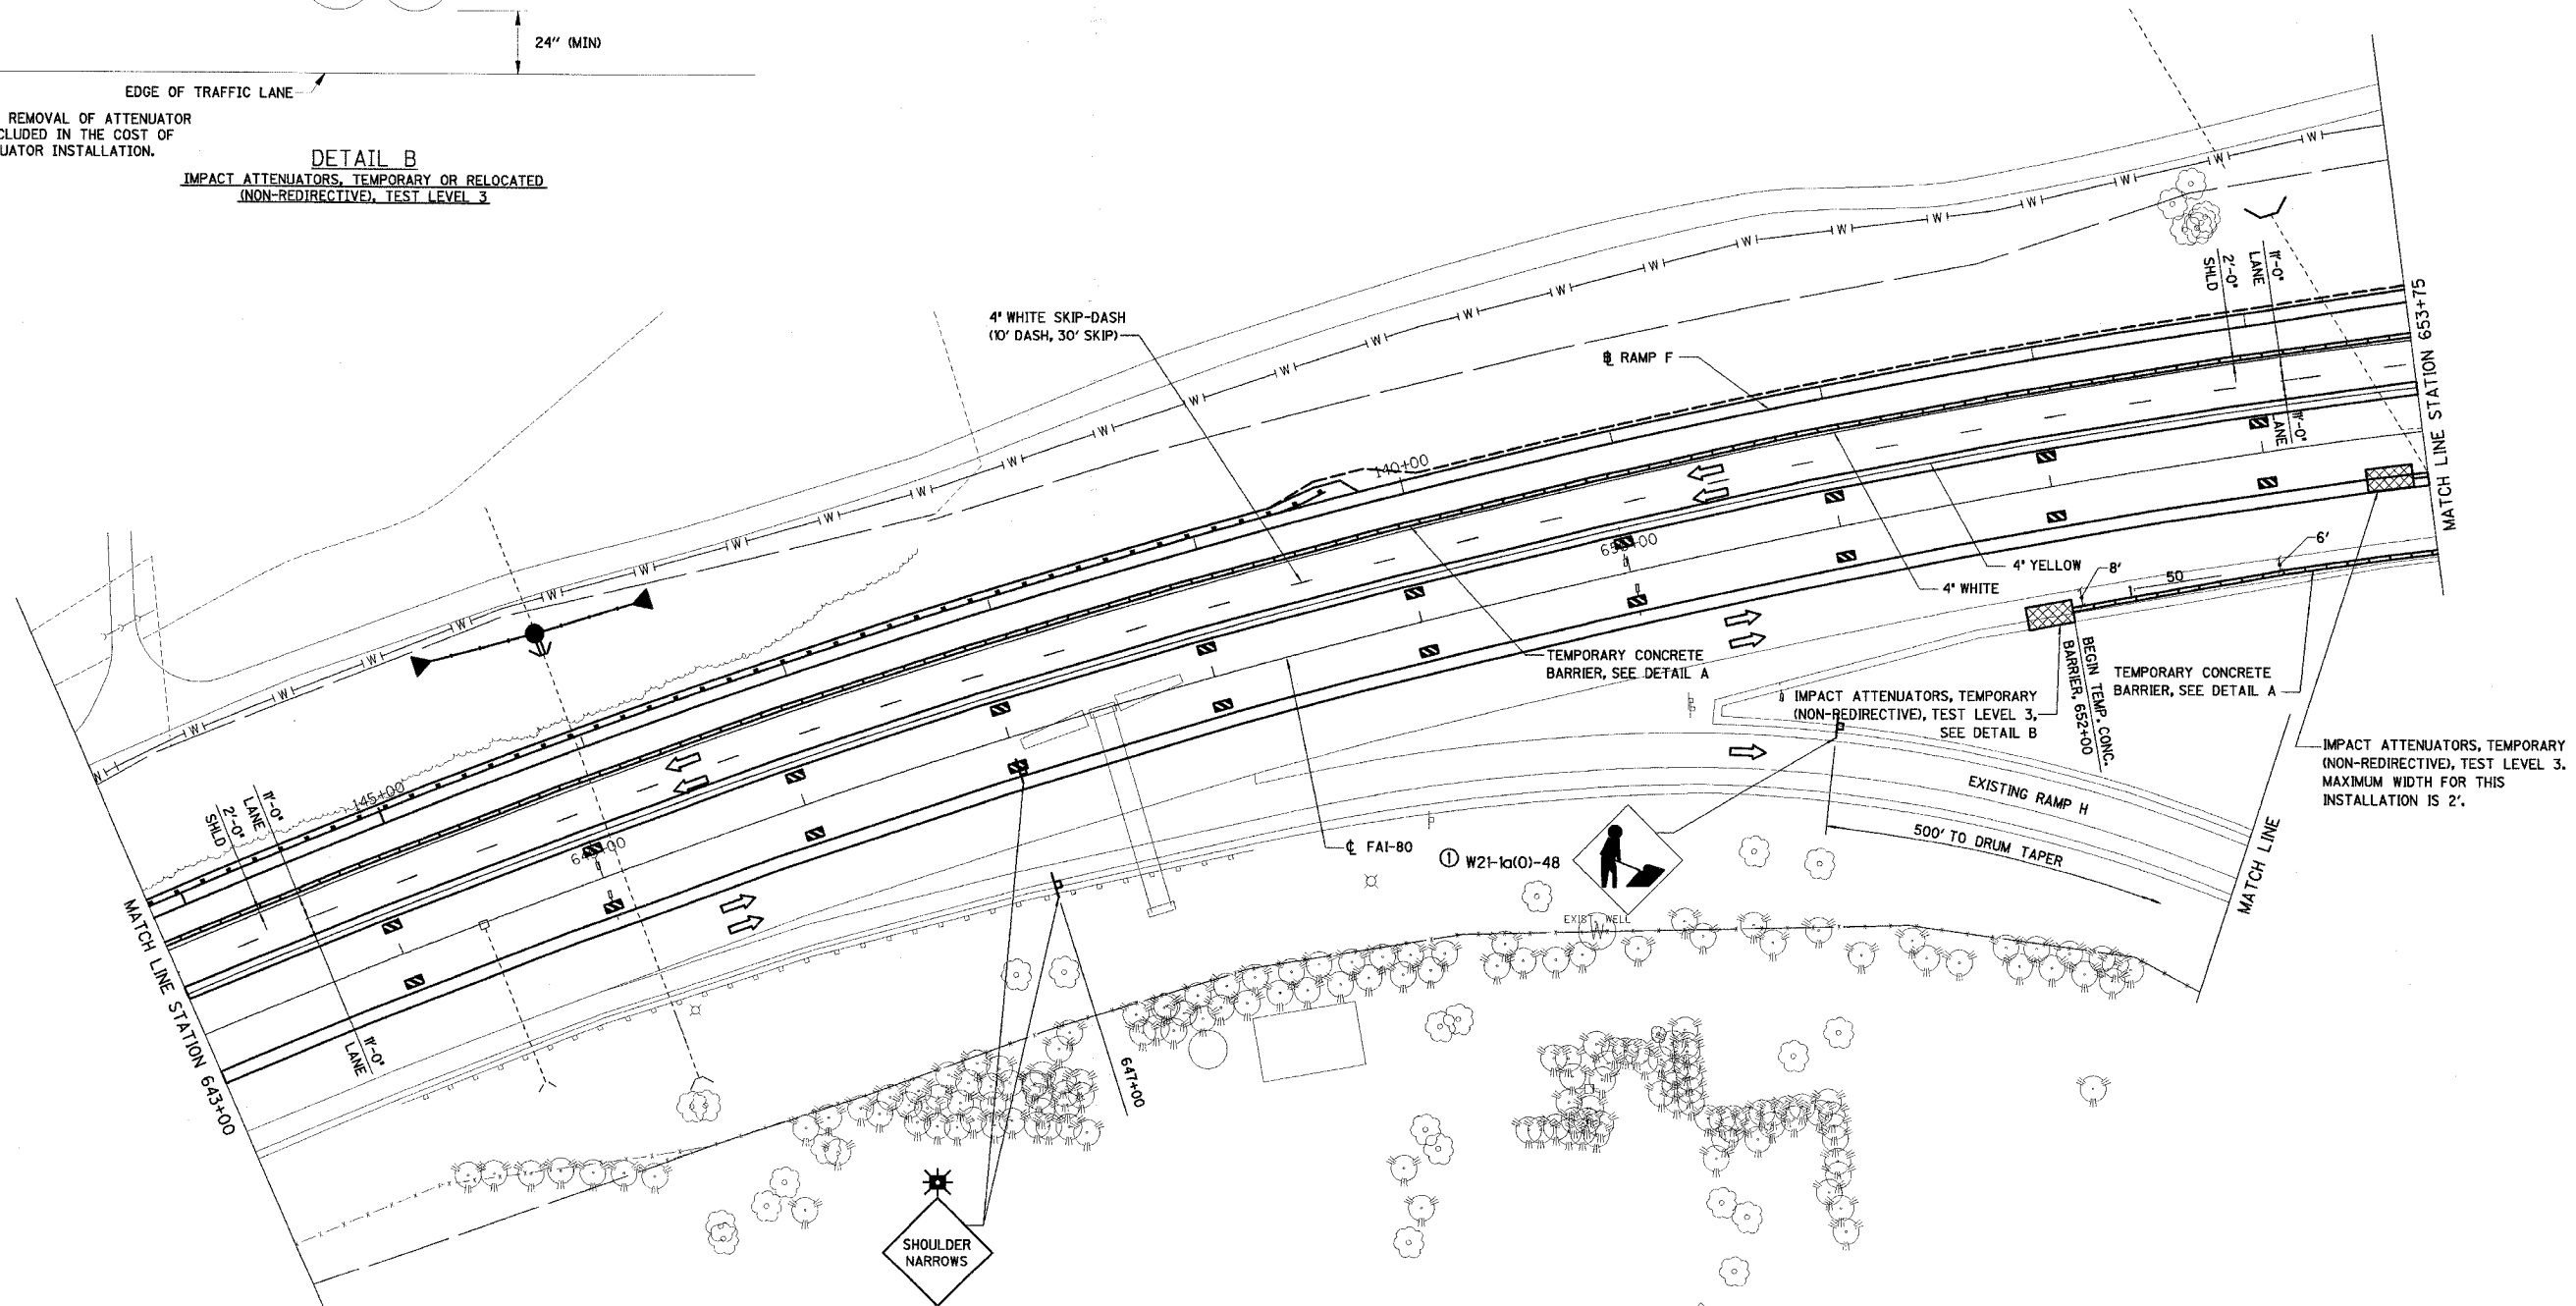 24" (MIN)
EDGE OF TRAFFIC LANE
REMOVAL OF ATTENUATOR
CLUDED IN THE COST OF
UATOR INSTALLATION.
DETAIL B
IMPACT ATTENUATORS, TEMPORARY OR RELOCATED
(NON-REDIRECTIVE), TEST LEVEL 3
4" WHITE SKIP-DASH
(10' DASH, 30' SKIP)
℄ RAMP F
2'-0"
SHLD
11'-0"
LANE
11'-0"
LANE
MATCH LINE STATION 653+75
140+00
4" YELLOW
4" WHITE
8'
50
6'
TEMPORARY CONCRETE
BARRIER, SEE DETAIL A
IMPACT ATTENUATORS, TEMPORARY
(NON-REDIRECTIVE), TEST LEVEL 3,
SEE DETAIL B
BEGIN TEMP. CONC.
BARRIER, 652+00
TEMPORARY CONCRETE
BARRIER, SEE DETAIL A
IMPACT ATTENUATORS, TEMPORARY
(NON-REDIRECTIVE), TEST LEVEL 3.
MAXIMUM WIDTH FOR THIS
INSTALLATION IS 2'.
EXISTING RAMP H
500' TO DRUM TAPER
MATCH LINE
℄ FAI-80
1 W21-1a(O)-48
EXIST. WELL
W
145+00
11'-0"
LANE
2'-0"
SHLD
11'-0"
LANE
MATCH LINE STATION 643+00
647+00
SHOULDER
NARROWS